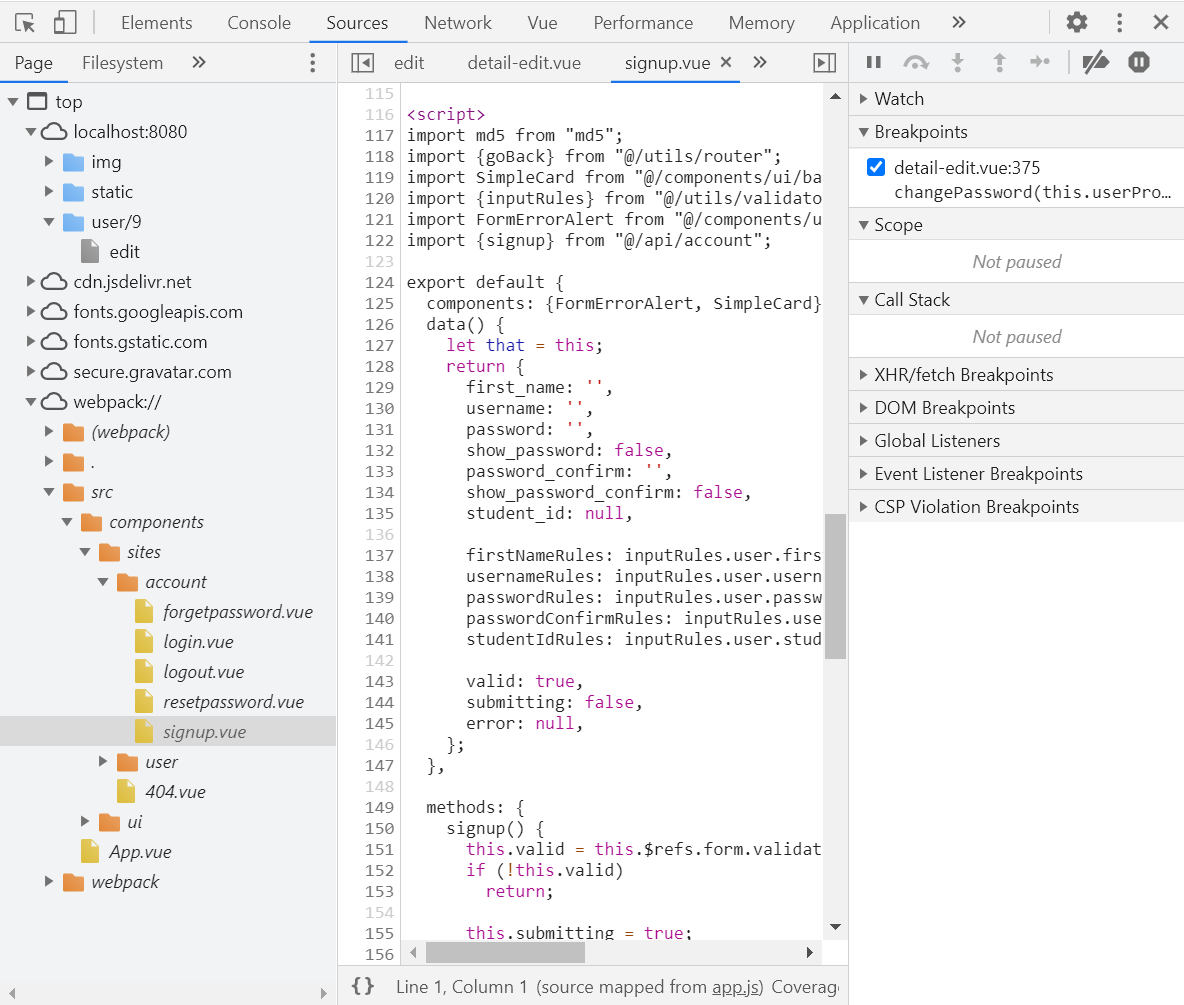 Elements Console Sources Network Vue Performance Memory Application »
Page Filesystem »
top
localhost:8080
img
static
user/9
edit
cdn.jsdelivr.net
fonts.googleapis.com
fonts.gstatic.com
secure.gravatar.com
webpack://
(webpack)
.
src
components
sites
account
forgetpassword.vue
login.vue
logout.vue
resetpassword.vue
signup.vue
user
404.vue
ui
App.vue
webpack
edit detail-edit.vue signup.vue × »
115
116 <script>
117 import md5 from "md5";
118 import {goBack} from "@/utils/router";
119 import SimpleCard from "@/components/ui/ba
120 import {inputRules} from "@/utils/validato
121 import FormErrorAlert from "@/components/u
122 import {signup} from "@/api/account";
123
124 export default {
125 components: {FormErrorAlert, SimpleCard}
126 data() {
127 let that = this;
128 return {
129 first_name: '',
130 username: '',
131 password: '',
132 show_password: false,
133 password_confirm: '',
134 show_password_confirm: false,
135 student_id: null,
136
137 firstNameRules: inputRules.user.firs
138 usernameRules: inputRules.user.usern
139 passwordRules: inputRules.user.passw
140 passwordConfirmRules: inputRules.use
141 studentIdRules: inputRules.user.stud
142
143 valid: true,
144 submitting: false,
145 error: null,
146 };
147 },
148
149 methods: {
150 signup() {
151 this.valid = this.$refs.form.validat
152 if (!this.valid)
153 return;
154
155 this.submitting = true;
156
{} Line 1, Column 1 (source mapped from app.js) Coverag
Watch
Breakpoints
detail-edit.vue:375
changePassword(this.userPro…
Scope
Not paused
Call Stack
Not paused
XHR/fetch Breakpoints
DOM Breakpoints
Global Listeners
Event Listener Breakpoints
CSP Violation Breakpoints